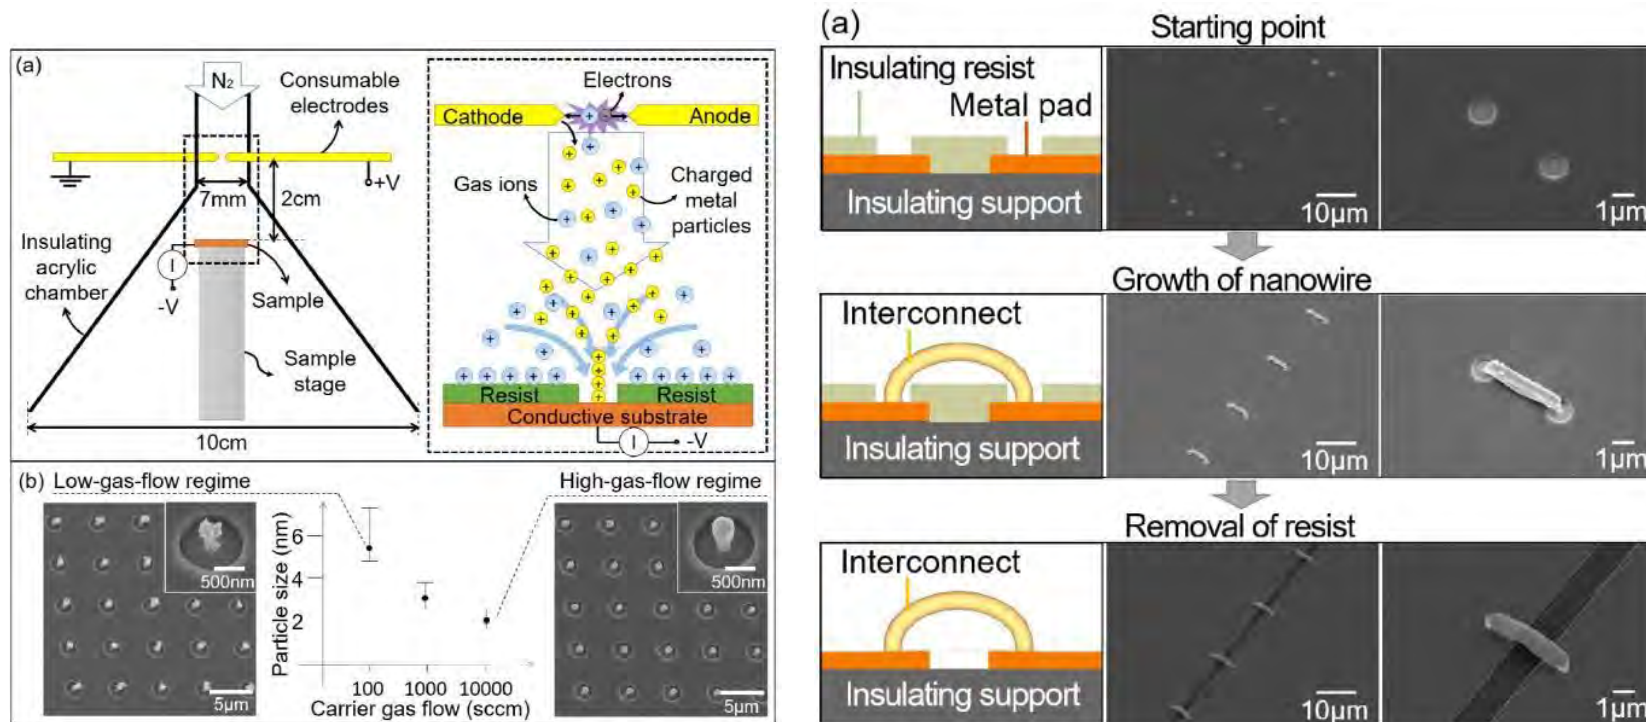 (a)
N2
Consumable
electrodes
+V
7mm
2cm
Insulating
acrylic
chamber
I
-V
Sample
Sample
stage
10cm
Electrons
Cathode
+
Anode
Gas ions
Charged
metal
particles
Resist
Resist
Conductive substrate
I
-V
(b)
Low-gas-flow regime
High-gas-flow regime
500nm
5μm
Particle size (nm)
6
4
2
100
1000
10000
Carrier gas flow (sccm)
500nm
5μm
(a)
Starting point
Insulating resist
Metal pad
Insulating support
10μm
1μm
Growth of nanowire
Interconnect
Insulating support
10μm
1μm
Removal of resist
Interconnect
Insulating support
10μm
1μm